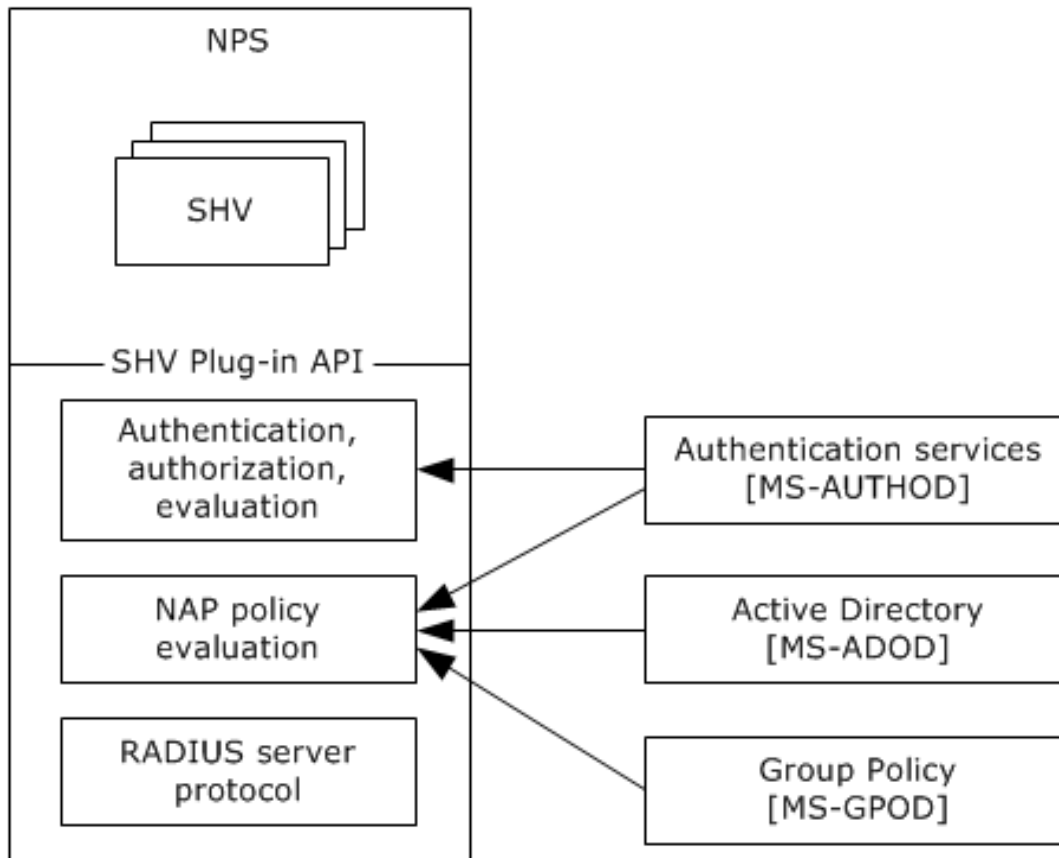 NPS
SHV
SHV Plug-in API
Authentication,
authorization,
evaluation
NAP policy
evaluation
RADIUS server
protocol
Authentication services
[MS-AUTHOD]
Active Directory
[MS-ADOD]
Group Policy
[MS-GPOD]